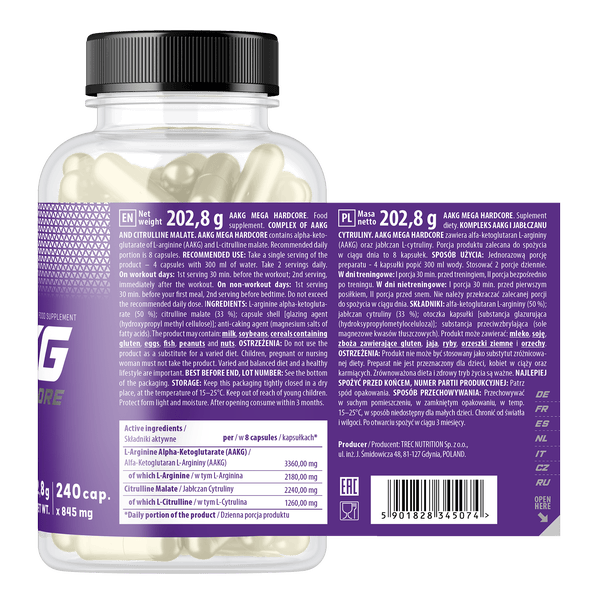 FOOD SUPPLEMENT
KG
CORE
2,8g | 240 cap.
NET WT. | x 845 mg
EN Net weight 202,8 g AAKG MEGA HARDCORE. Food
supplement. COMPLEX OF AAKG
AND CITRULLINE MALATE. AAKG MEGA HARDCORE contains alpha-keto-
glutarate of L-arginine (AAKG) and L-citrulline malate. Recommended daily
portion is 8 capsules. RECOMMENDED USE: Take a single serving of the
product – 4 capsules with 300 ml of water. Take 2 servings daily.
On workout days: 1st serving 30 min. before the workout; 2nd serving,
immediately after the workout. On non-workout days: 1st serving
30 min. before your first meal, 2nd serving before bedtime. Do not exceed
the recommended daily dose. INGREDIENTS: L-arginine alpha-ketogluta-
rate (50 %); citrulline malate (33 %); capsule shell [glazing agent
(hydroxypropyl methyl cellulose)]; anti-caking agent (magnesium salts of
fatty acids). The product may contain: milk, soybeans, cereals containing
gluten, eggs, fish, peanuts and nuts. OSTRZEŻENIA: Do not use the
product as a substitute for a varied diet. Children, pregnant or nursing
woman must not take the product. Varied and balanced diet and a healthy
lifestyle are important. BEST BEFORE END, LOT NUMBER: See the bottom
of the packaging. STORAGE: Keep this packaging tightly closed in a dry
place, at the temperature of 15–25°C. Keep out of reach of young children.
Protect form light and moisture. After opening consume within 3 months.
Active ingredients /
Składniki aktywne per / w 8 capsules / kapsułkach*
L-Arginine Alpha-Ketoglutarate (AAKG) /
Alfa-Ketoglutaran L-Argininy (AAKG) 3360,00 mg
of which L-Arginine / w tym L-Arginina 2180,00 mg
Citrulline Malate / Jabłczan Cytruliny 2240,00 mg
of which L-Citrulline / w tym L-Cytrulina 1260,00 mg
*Daily portion of the product / Dzienna porcja produktu
PL Masa netto 202,8 g AAKG MEGA HARDCORE. Suplement
diety. KOMPLEKS AAKG I JABŁCZANU
CYTRULINY. AAKG MEGA HARDCORE zawiera alfa-ketoglutaran L-argininy
(AAKG) oraz jabłczan L-cytruliny. Porcja produktu zalecana do spożycia
w ciągu dnia to 8 kapsułek. SPOSÓB UŻYCIA: Jednorazową porcję
preparatu – 4 kapsułki popić 300 ml wody. Stosować 2 porcje dziennie.
W dni treningowe: I porcja 30 min. przed treningiem, II porcja bezpośrednio
po treningu. W dni nietreningowe: I porcja 30 min. przed pierwszym
posiłkiem, II porcja przed snem. Nie należy przekraczać zalecanej porcji
do spożycia w ciągu dnia. SKŁADNIKI: alfa-ketoglutaran L-argininy (50 %);
jabłczan cytruliny (33 %); otoczka kapsułki [substancja glazurująca
(hydroksypropylometyloceluloza)]; substancja przeciwzbrylająca (sole
magnezowe kwasów tłuszczowych). Produkt może zawierać: mleko, soję,
zboża zawierające gluten, jaja, ryby, orzeszki ziemne i orzechy.
OSTRZEŻENIA: Produkt nie może być stosowany jako substytut zróżnicowa-
nej diety. Preparat nie jest przeznaczony dla dzieci, kobiet w ciąży oraz
karmiących. Zrównoważona dieta i zdrowy tryb życia są ważne. NAJLEPIEJ
SPOŻYĆ PRZED KOŃCEM, NUMER PARTII PRODUKCYJNEJ: Patrz
spód opakowania. SPOSÓB PRZECHOWYWANIA: Przechowywać
w suchym pomieszczeniu, w zamkniętym opakowaniu, w temp.
15–25°C, w sposób niedostępny dla małych dzieci. Chronić od światła
i wilgoci. Po otwarciu spożyć w ciągu 3 miesięcy.
Producer / Producent: TREC NUTRITION Sp. z o.o.,
ul. inż. J. Śmidowicza 48, 81-127 Gdynia, POLAND.
EAC
5 901828 345074 >
DE
FR
ES
NL
IT
CZ
RU
OPEN
HERE